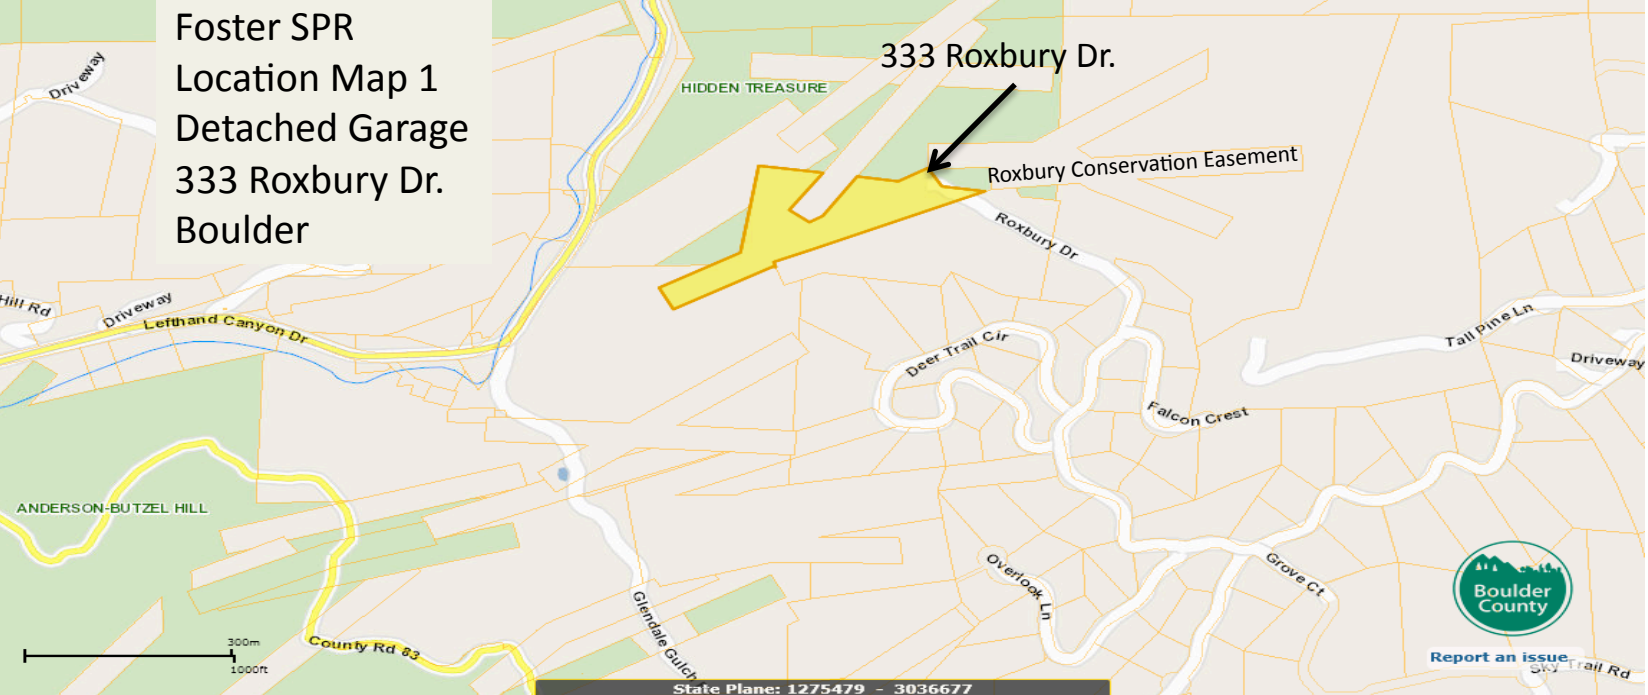 Foster SPR
Location Map 1
Detached Garage
333 Roxbury Dr.
Boulder
333 Roxbury Dr.
Driveway
HIDDEN TREASURE
Roxbury Conservation Easement
Roxbury Dr
Hill Rd
Driveway
Lefthand Canyon Dr
Deer Trail Cir
Tall Pine Ln
Driveway
Falcon Crest
ANDERSON-BUTZEL HILL
Overlook Ln
Grove Ct
Boulder
County
Glendale Gulch
County Rd 83
300m
1000ft
Report an issue
Sky Trail Rd
State Plane: 1275479 - 3036677